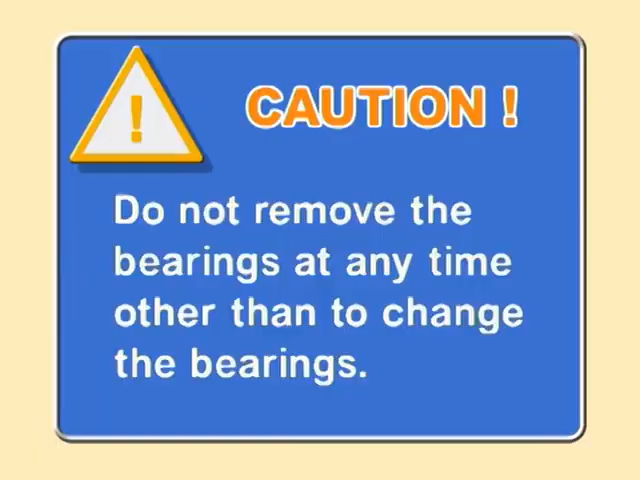 !
CAUTION !
Do not remove the
bearings at any time
other than to change
the bearings.